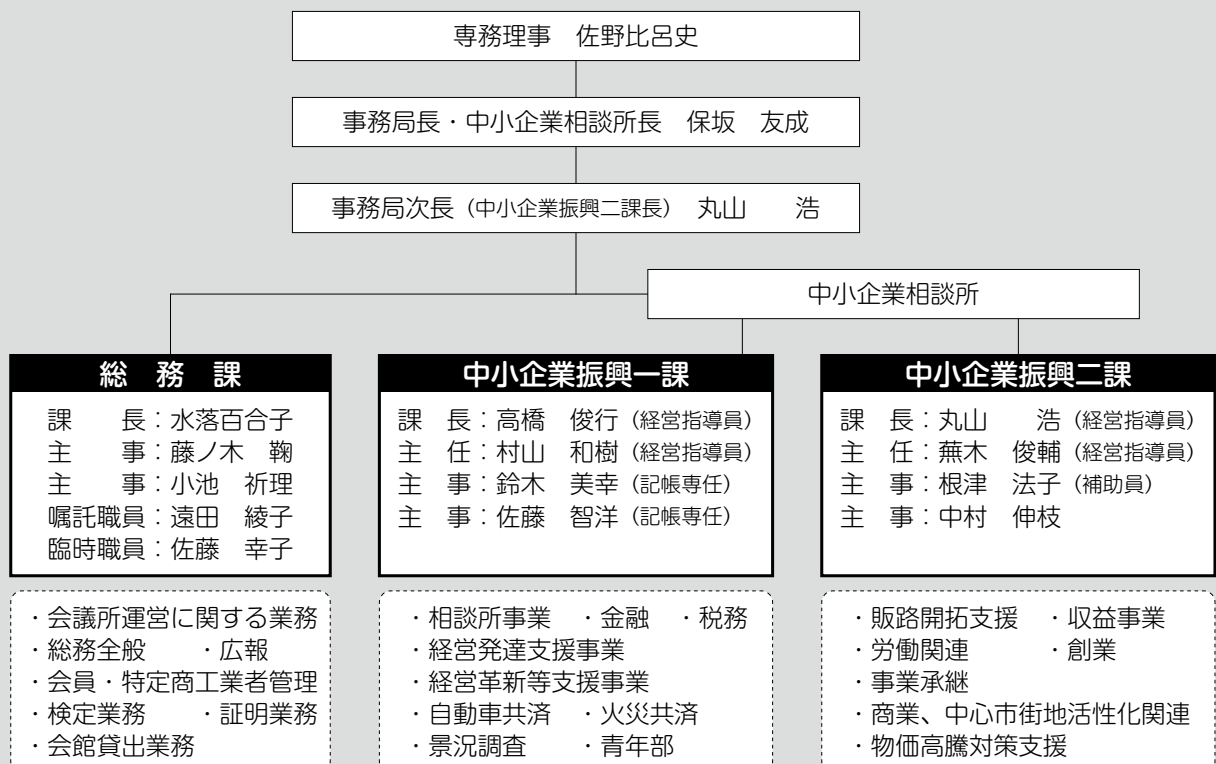 専務理事　佐野比呂史
事務局長・中小企業相談所長　保坂　友成
事務局次長（中小企業振興二課長）　丸山　　浩
中小企業相談所
総　務　課
課　　長：水落百合子
主　　事：藤ノ木　鞠
主　　事：小池　祈理
嘱託職員：遠田　綾子
臨時職員：佐藤　幸子
・会議所運営に関する業務
・総務全般　　・広報
・会員・特定商工業者管理
・検定業務　　・証明業務
・会館貸出業務
中小企業振興一課
課　長：高橋　俊行（経営指導員）
主　任：村山　和樹（経営指導員）
主　事：鈴木　美幸（記帳専任）
主　事：佐藤　智洋（記帳専任）
・相談所事業　・金融　・税務
・経営発達支援事業
・経営革新等支援事業
・自動車共済　・火災共済
・景況調査　　・青年部
中小企業振興二課
課　長：丸山　　浩（経営指導員）
主　任：蕪木　俊輔（経営指導員）
主　事：根津　法子（補助員）
主　事：中村　伸枝
・販路開拓支援　・収益事業
・労働関連　　　・創業
・事業承継
・商業、中心市街地活性化関連
・物価高騰対策支援